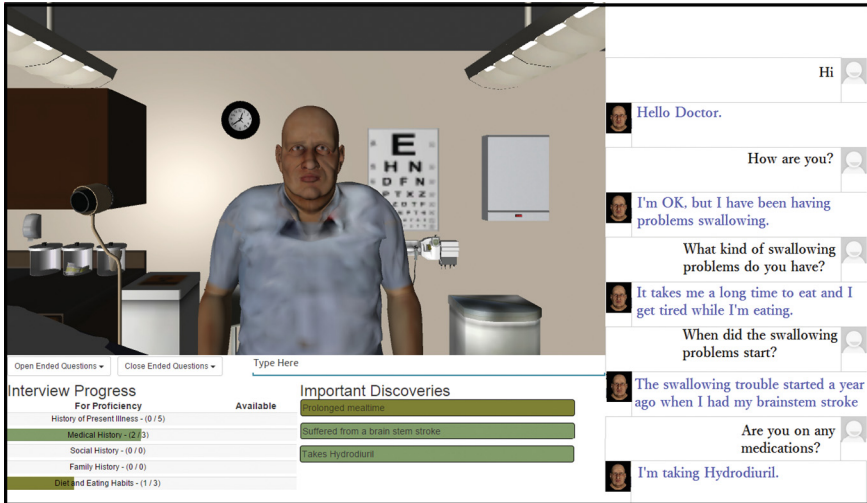 E
H N
D F N
P T X Z
Hi
Hello Doctor.
How are you?
I'm OK, but I have been having
problems swallowing.
What kind of swallowing
problems do you have?
It takes me a long time to eat and I
get tired while I'm eating.
When did the swallowing
problems start?
The swallowing trouble started a year
ago when I had my brainstem stroke
Are you on any
medications?
I'm taking Hydrodiuril.
Open Ended Questions
Close Ended Questions
Type Here
Interview Progress
For Proficiency Available
History of Present Illness - (0 / 5)
Medical History - (2 / 3)
Social History - (0 / 0)
Family History - (0 / 0)
Diet and Eating Habits - (1 / 3)
Important Discoveries
Prolonged mealtime
Suffered from a brain stem stroke
Takes Hydrodiuril